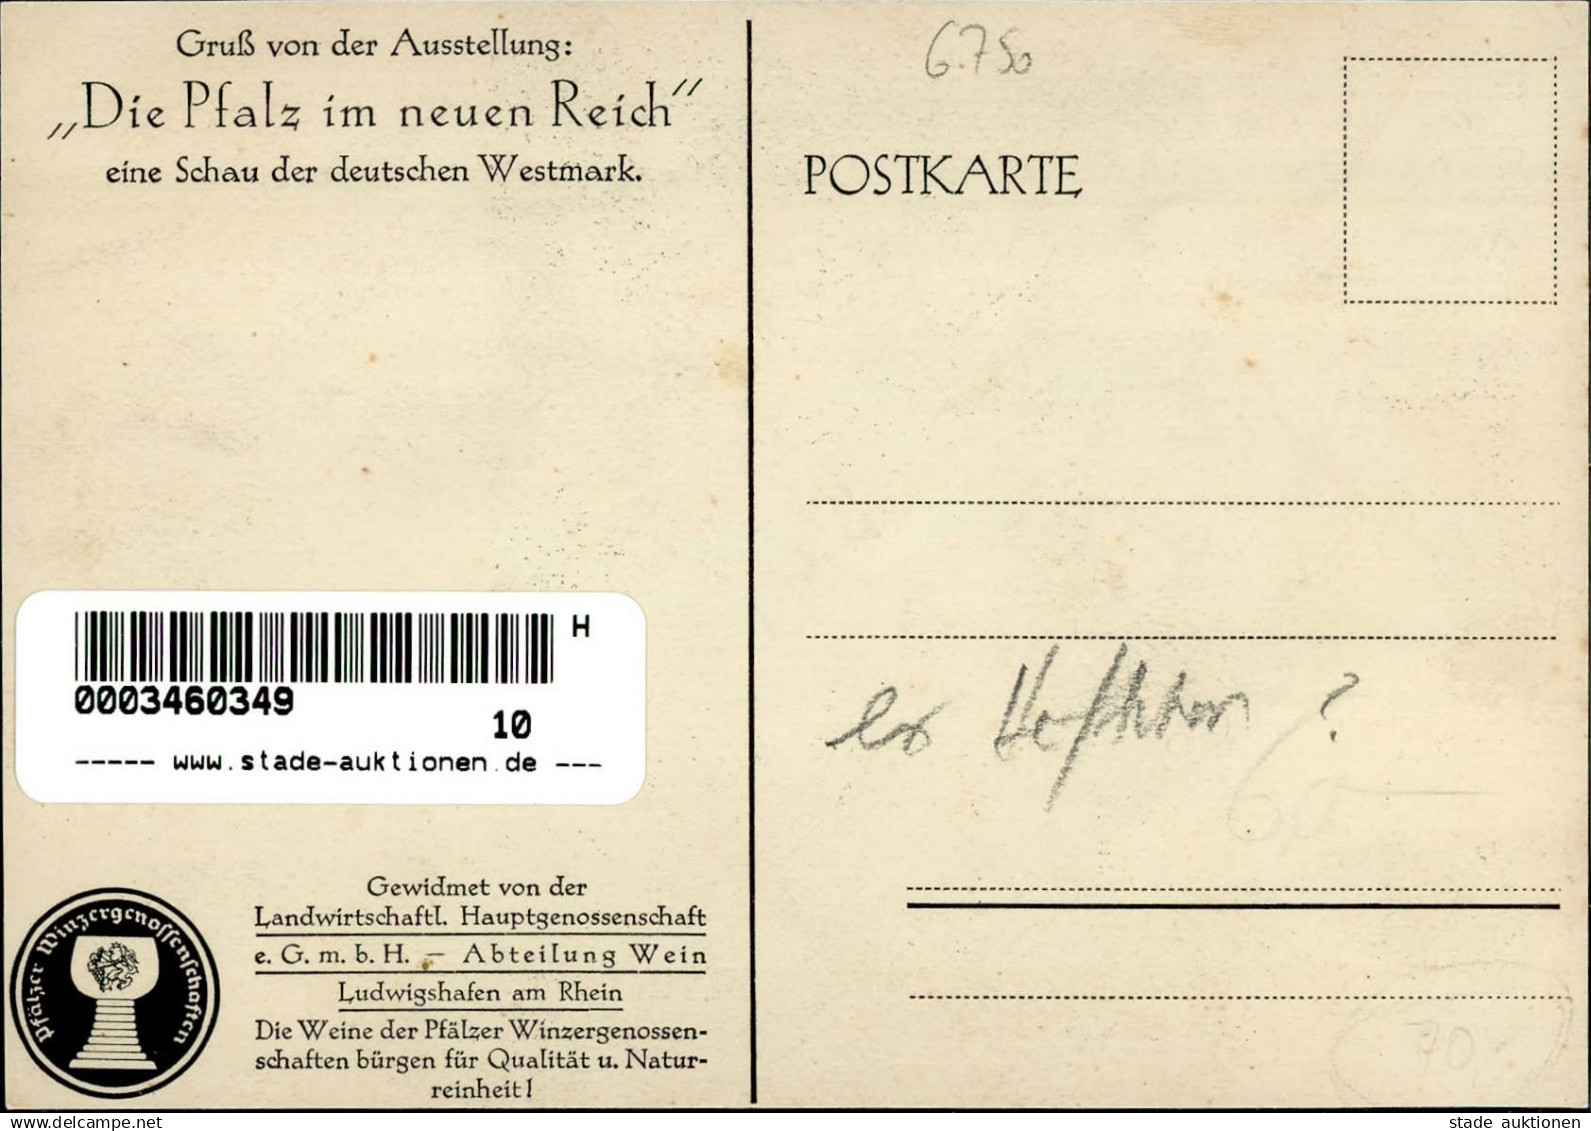 Gruß von der Ausstellung:
„Die Pfalz im neuen Reich“
eine Schau der deutschen Westmark.
H
0003460349
10
----- www.stade-auktionen.de ---
Pfälzer Winzergenossenschaften
Gewidmet von der
Landwirtschaftl. Hauptgenossenschaft
e. G. m. b. H. – Abteilung Wein
Ludwigshafen am Rhein
Die Weine der Pfälzer Winzergenossen-
schaften bürgen für Qualität u. Natur-
reinheit!
6.750
POSTKARTE
?
60
70,-
www.delcampe.net
stade auktionen